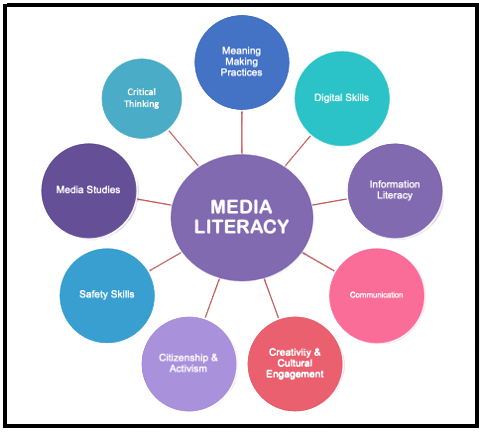 Meaning
Making
Practices
Digital Skills
Information
Literacy
Communication
Creativiy &
Cultural
Engagement
Citizenship &
Activism
Safety Skills
Media Studies
Critical
Thinking
MEDIA
LITERACY